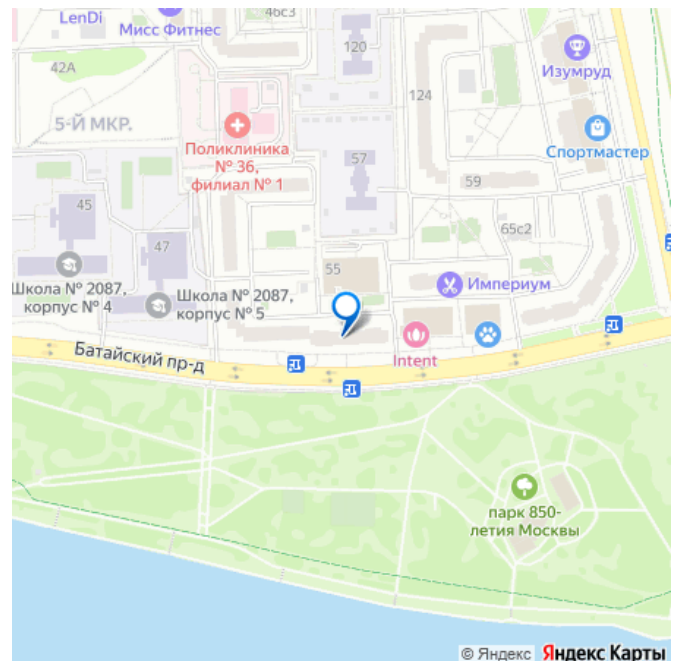 46с3
LenDi
Мисс Фитнес
120
Изумруд
42А
124
5-Й МКР.
Поликлиника
№ 36,
филиал № 1
Спортмастер
57
59
45
65с2
47
55
Школа № 2087,
корпус № 4
Школа № 2087,
корпус № 5
Империум
Intent
Батайский пр-д
парк 850-
летия Москвы
© Яндекс Яндекс Карты